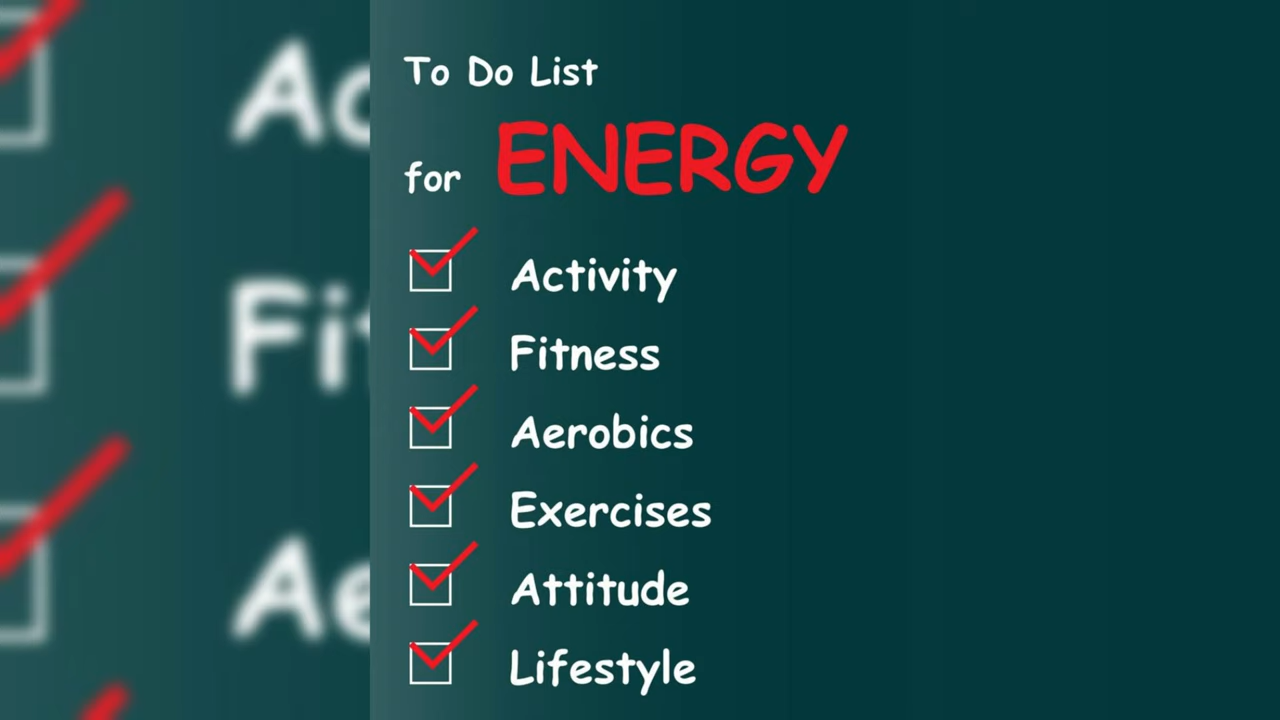 To Do List
for ENERGY
Activity
Fitness
Aerobics
Exercises
Attitude
Lifestyle